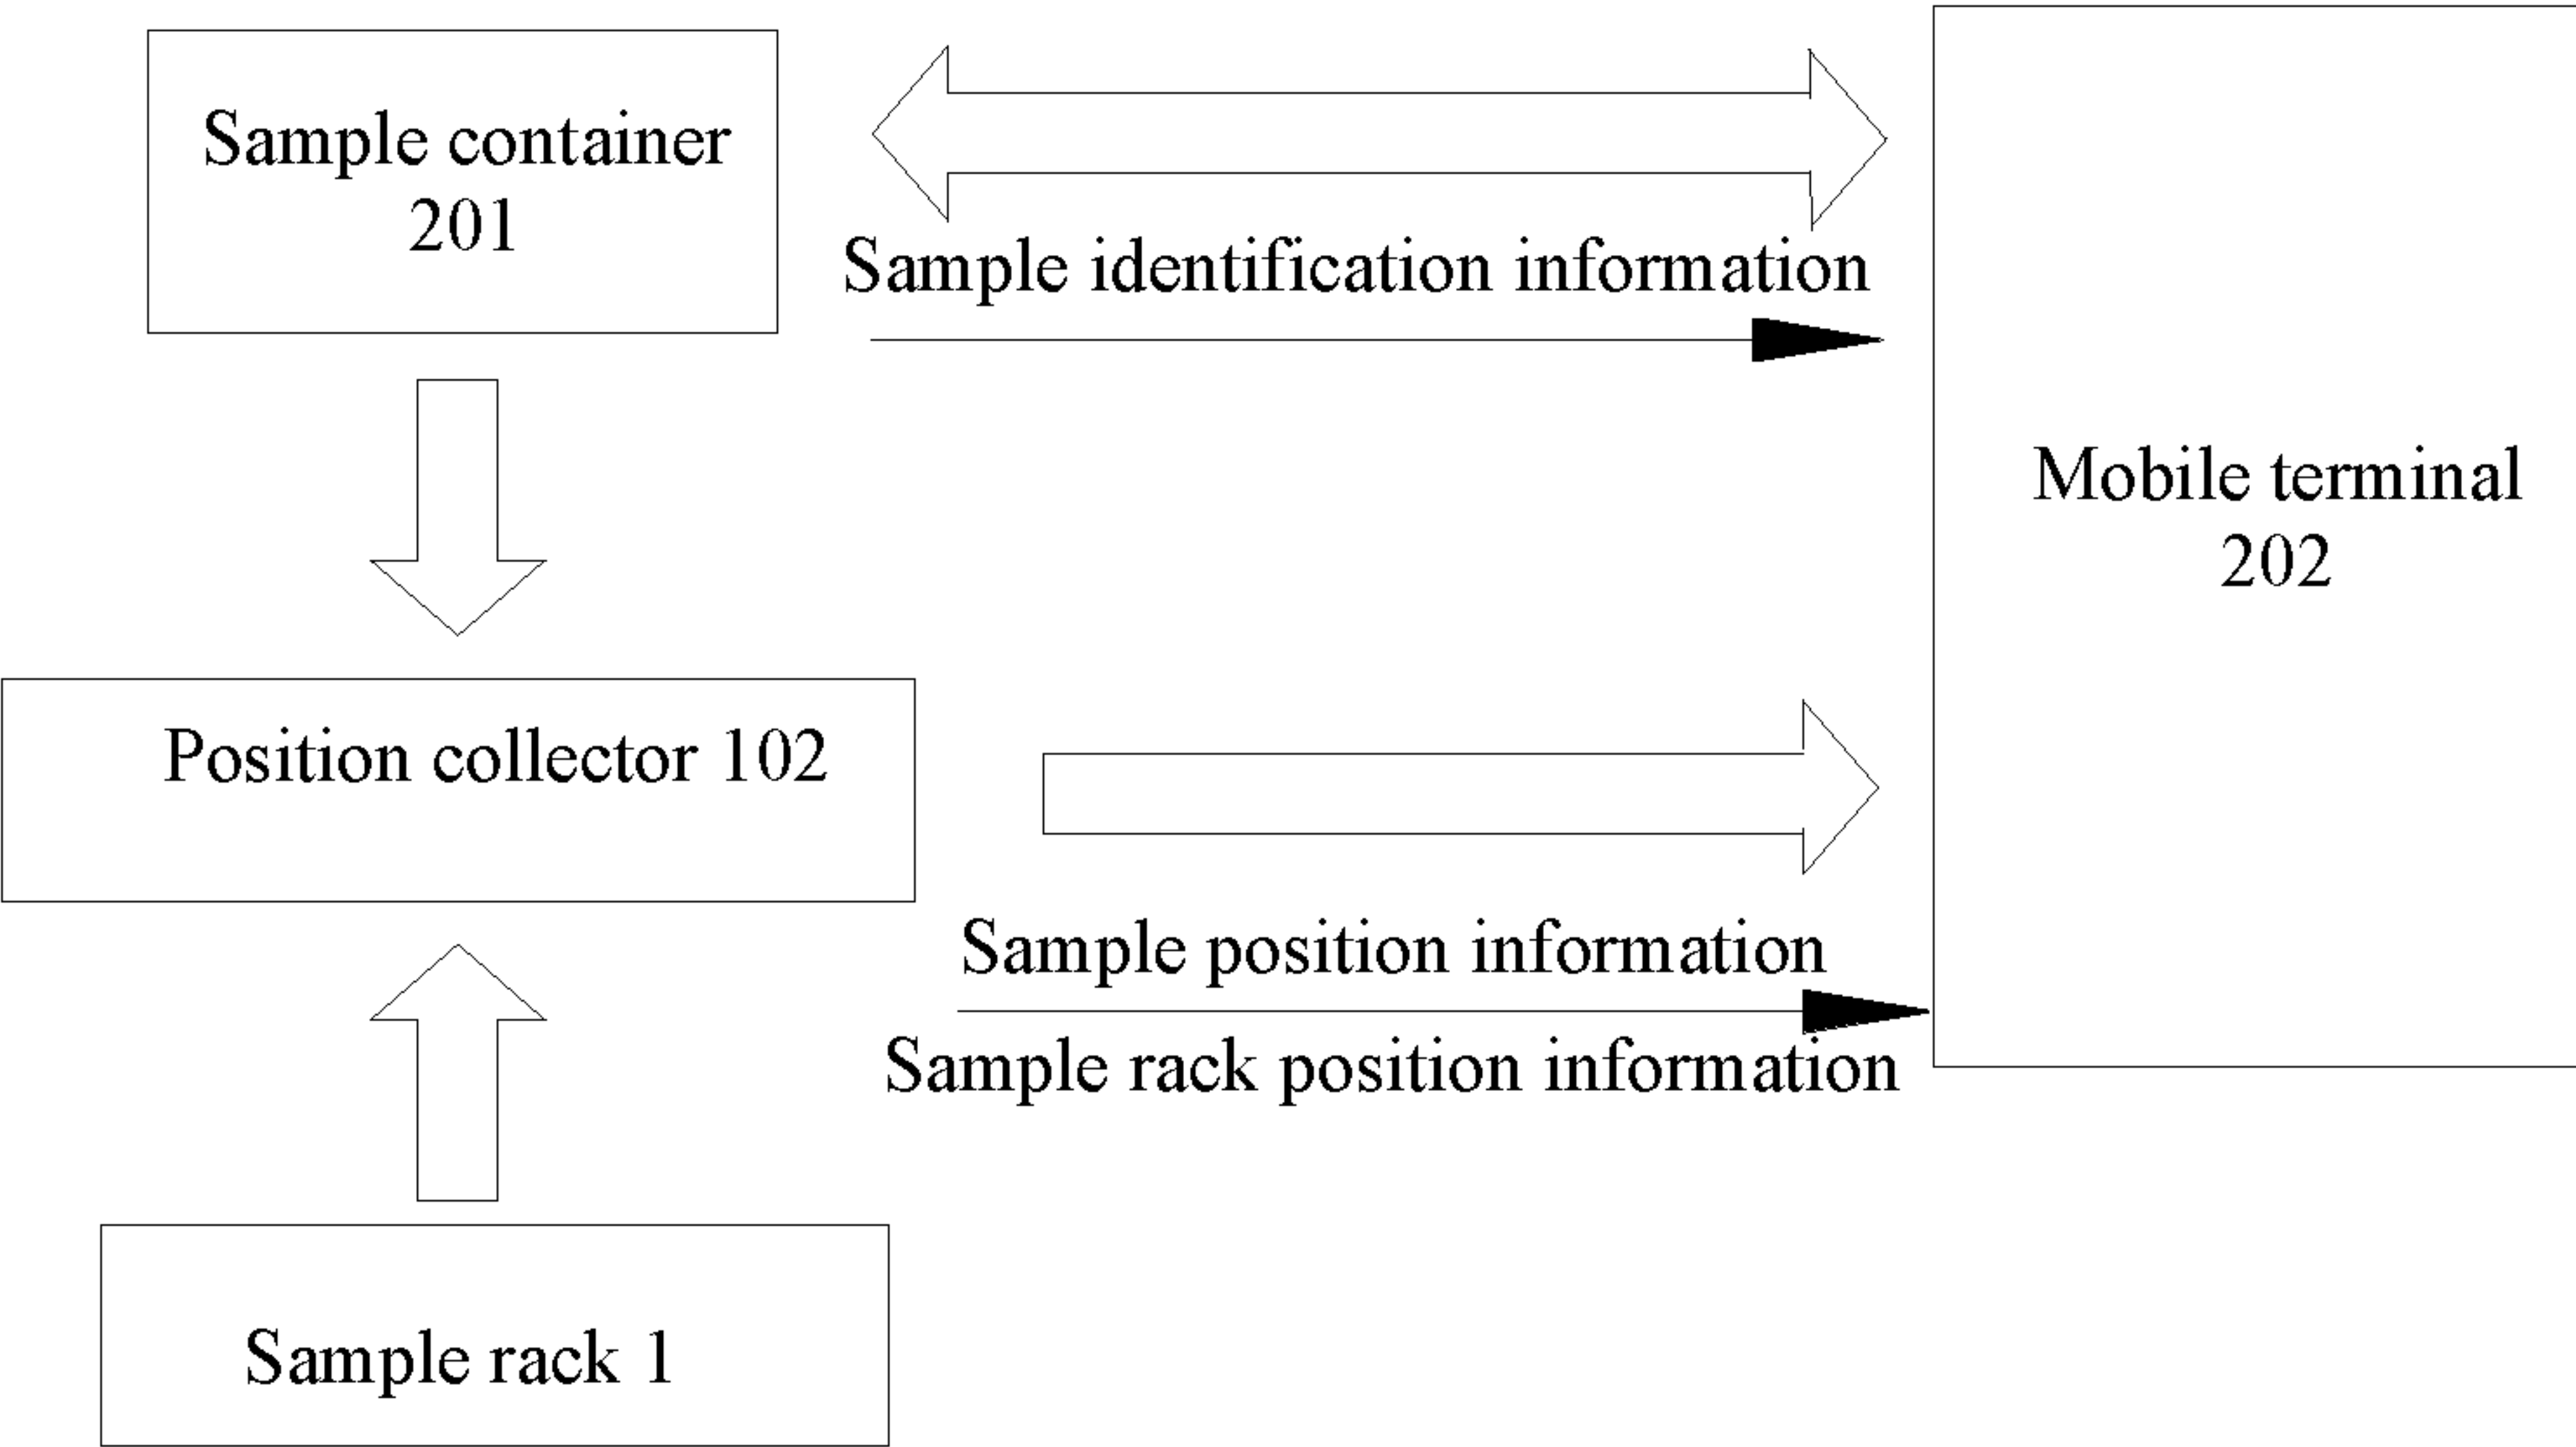 Sample container
201
Sample identification information
Mobile terminal
202
Position collector 102
Sample position information
Sample rack position information
Sample rack 1